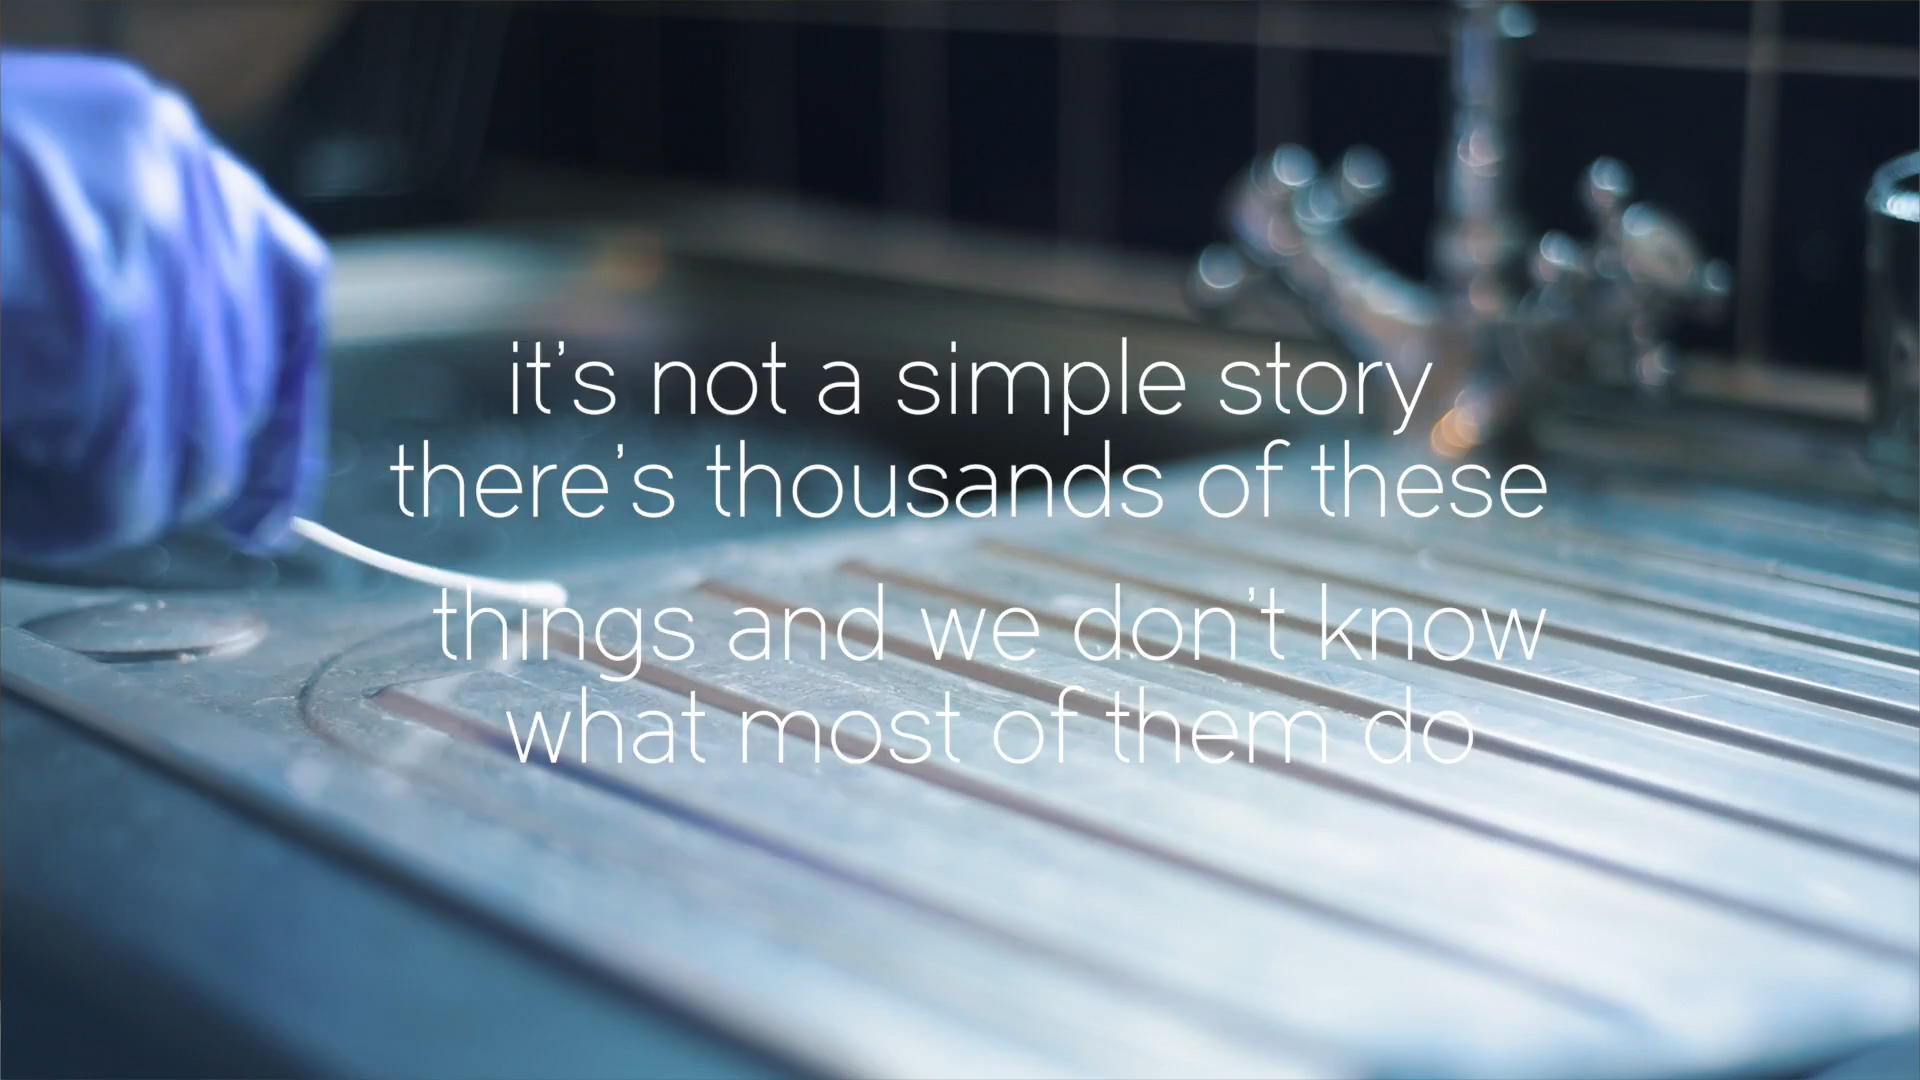 it's not a simple story
there's thousands of these
things and we don't know
what most of them do